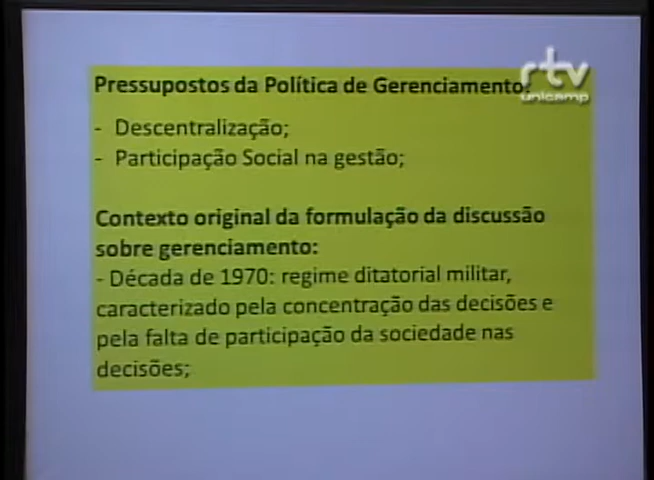 rtv
unicamp
Pressupostos da Política de Gerenciamento:
- Descentralização;
- Participação Social na gestão;
Contexto original da formulação da discussão
sobre gerenciamento:
- Década de 1970: regime ditatorial militar,
caracterizado pela concentração das decisões e
pela falta de participação da sociedade nas
decisões;